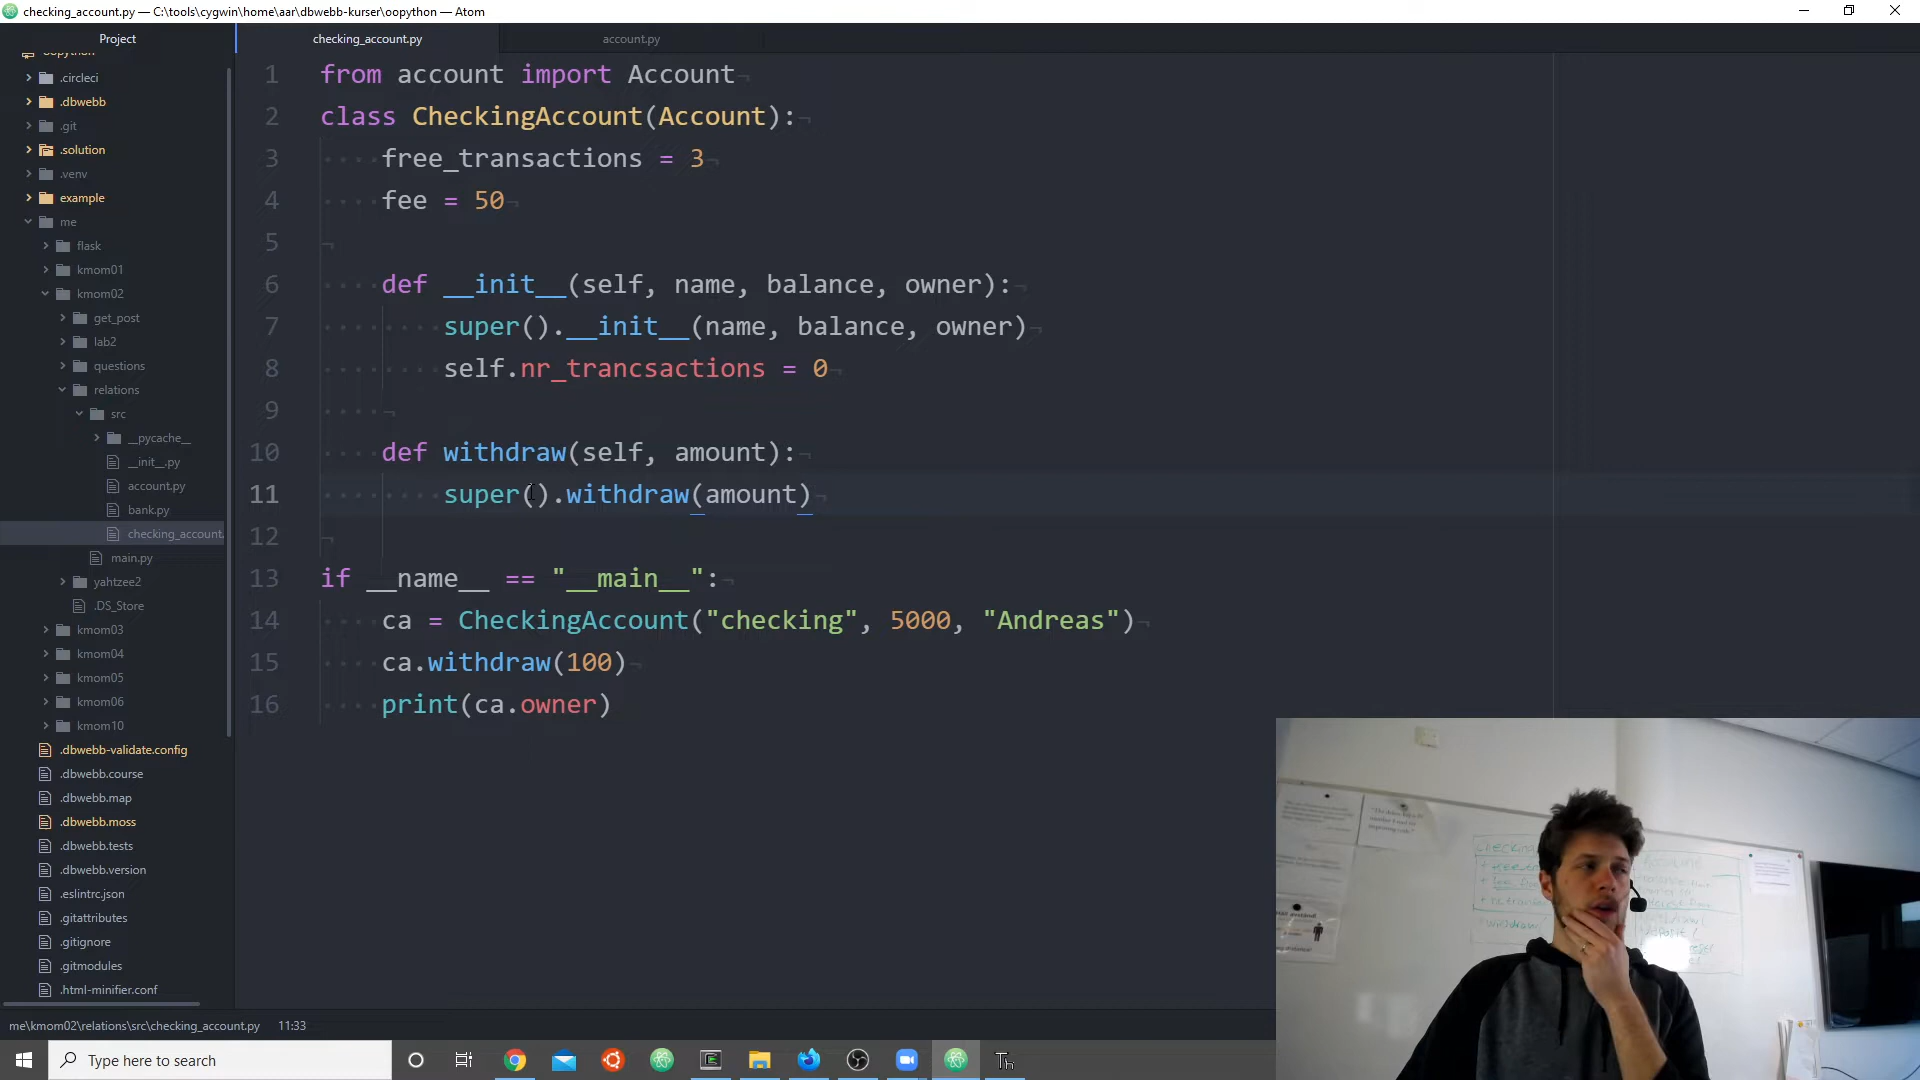 checking_account.py — C:\tools\cygwin\home\aar\dbwebb-kurser\oopython — Atom
Project
checking_account.py
account.py
.circleci
.dbwebb
.git
.solution
.venv
example
me
flask
kmom01
kmom02
get_post
lab2
questions
relations
src
__pycache__
__init__.py
account.py
bank.py
checking_account.
main.py
yahtzee2
.DS_Store
kmom03
kmom04
kmom05
kmom06
kmom10
.dbwebb-validate.config
.dbwebb.course
.dbwebb.map
.dbwebb.moss
.dbwebb.tests
.dbwebb.version
.eslintrc.json
.gitattributes
.gitignore
.gitmodules
.html-minifier.conf
1 from account import Account
2 class CheckingAccount(Account):
3 free_transactions = 3
4 fee = 50
5
6 def __init__(self, name, balance, owner):
7 super().__init__(name, balance, owner)
8 self.nr_trancsactions = 0
9
10 def withdraw(self, amount):
11 super().withdraw(amount)
12
13 if __name__ == "__main__":
14 ca = CheckingAccount("checking", 5000, "Andreas")
15 ca.withdraw(100)
16 print(ca.owner)
me\kmom02\relations\src\checking_account.py 11:33
Type here to search